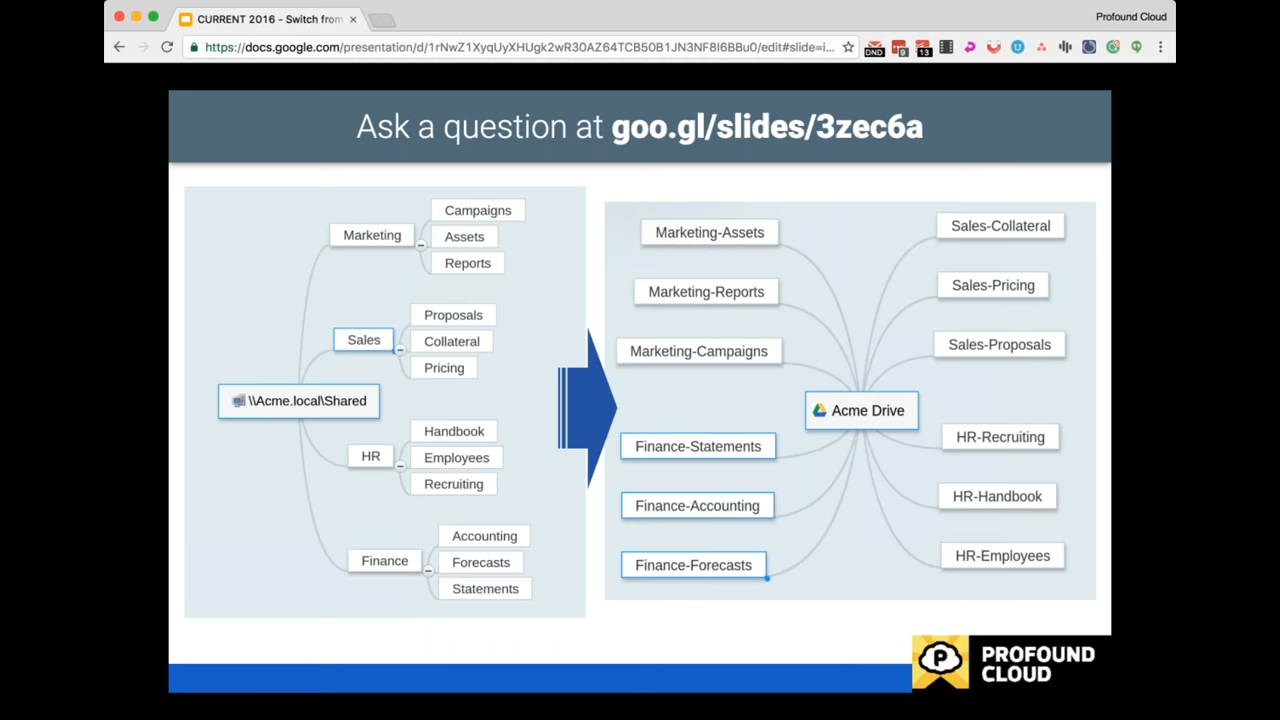 CURRENT 2016 - Switch from
Profound Cloud
https://docs.google.com/presentation/d/1rNwZ1XyqUyXHUgk2wR30AZ64TCB50B1JN3NF8I6BBu0/edit#slide=i...
DND
9
13
Ask a question at goo.gl/slides/3zec6a
\\Acme.local\Shared
Marketing
Campaigns
Assets
Reports
Sales
Proposals
Collateral
Pricing
HR
Handbook
Employees
Recruiting
Finance
Accounting
Forecasts
Statements
Acme Drive
Marketing-Assets
Marketing-Reports
Marketing-Campaigns
Finance-Statements
Finance-Accounting
Finance-Forecasts
Sales-Collateral
Sales-Pricing
Sales-Proposals
HR-Recruiting
HR-Handbook
HR-Employees
P
PROFOUND
CLOUD